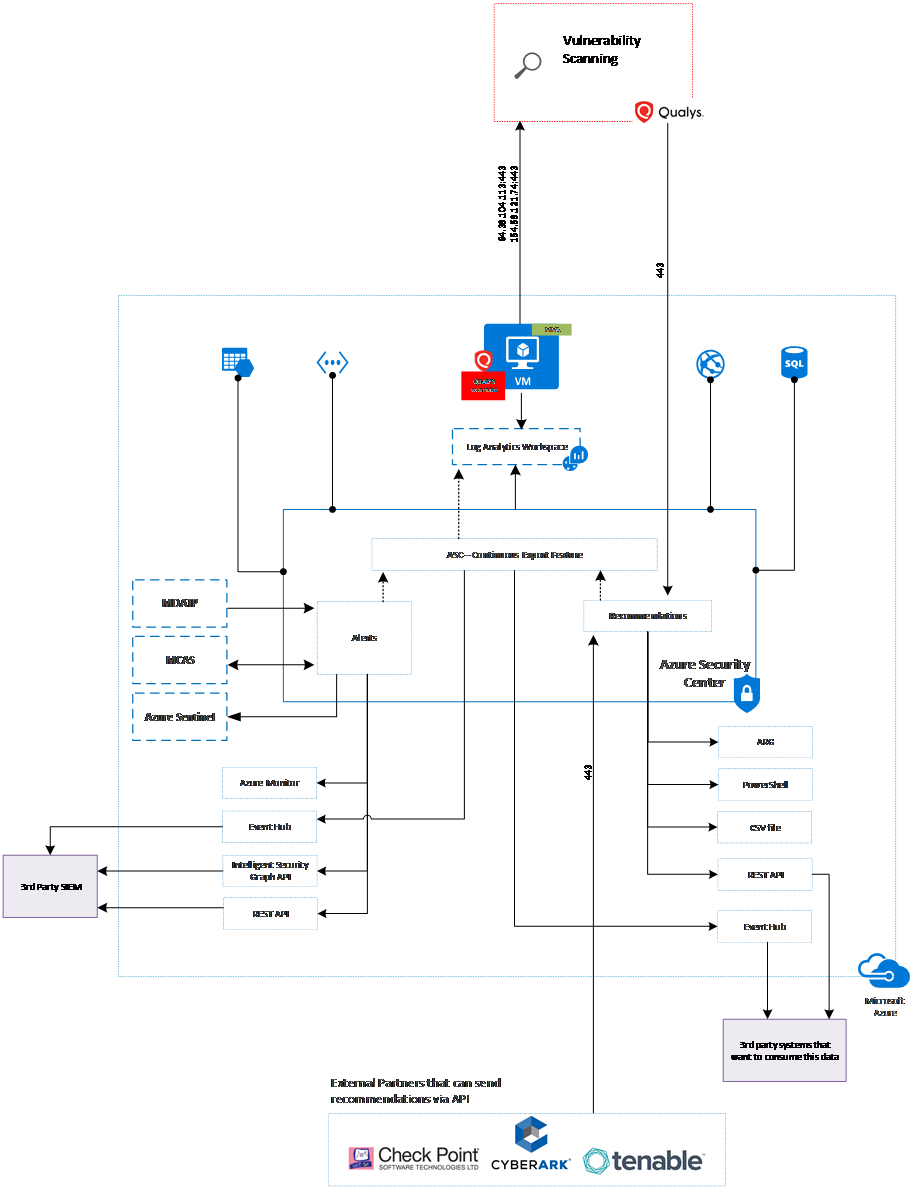 Vulnerability
Scanning
Qualys.
64.39.104.113:443
154.59.121.74:443
443
MMA
QUALYS
VM
SQL
Log Analytics Workspace
ASC – Continuous Export Feature
MDATP
Alerts
Recommendations
MCAS
Azure Security
Center
Azure Sentinel
ARG
443
Azure Monitor
PowerShell
Event Hub
CSV file
Intelligent Security
Graph API
3rd Party SIEM
REST API
REST API
Event Hub
Microsoft
Azure
3rd party systems that
want to consume this data
External Partners that can send
recommendations via API
Check Point
SOFTWARE TECHNOLOGIES LTD
CYBERARK
tenable